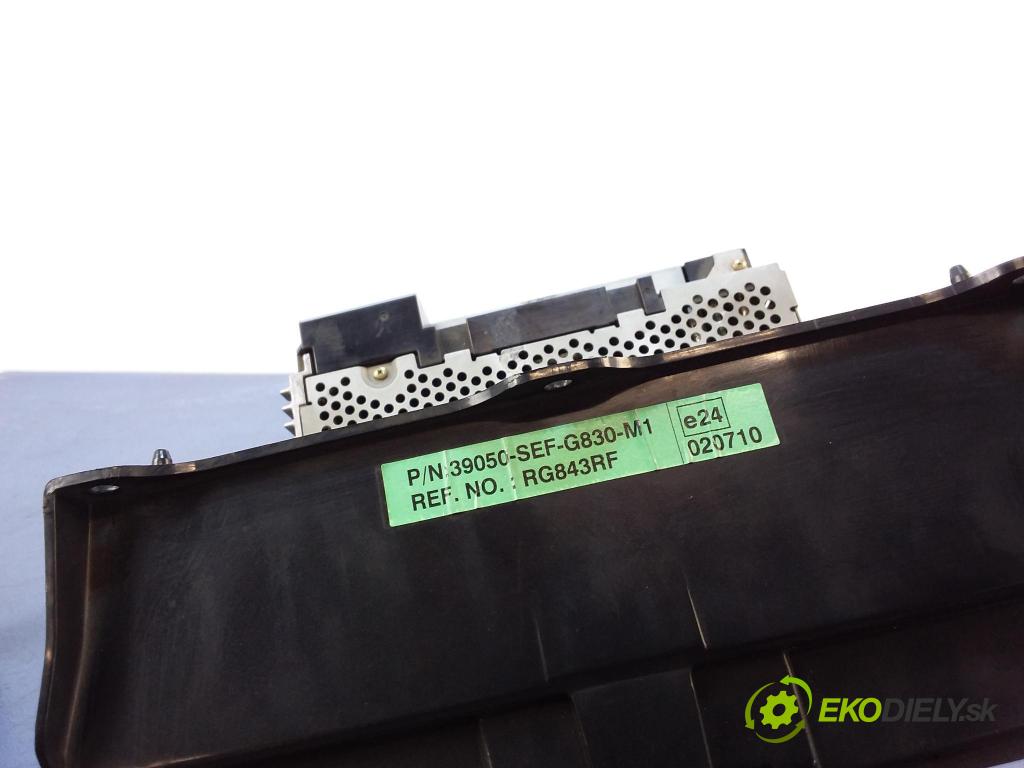 P/N:39050-SEF-G830-M1
REF. NO. : RG843RF
e24
020710
EKODIELY.sk